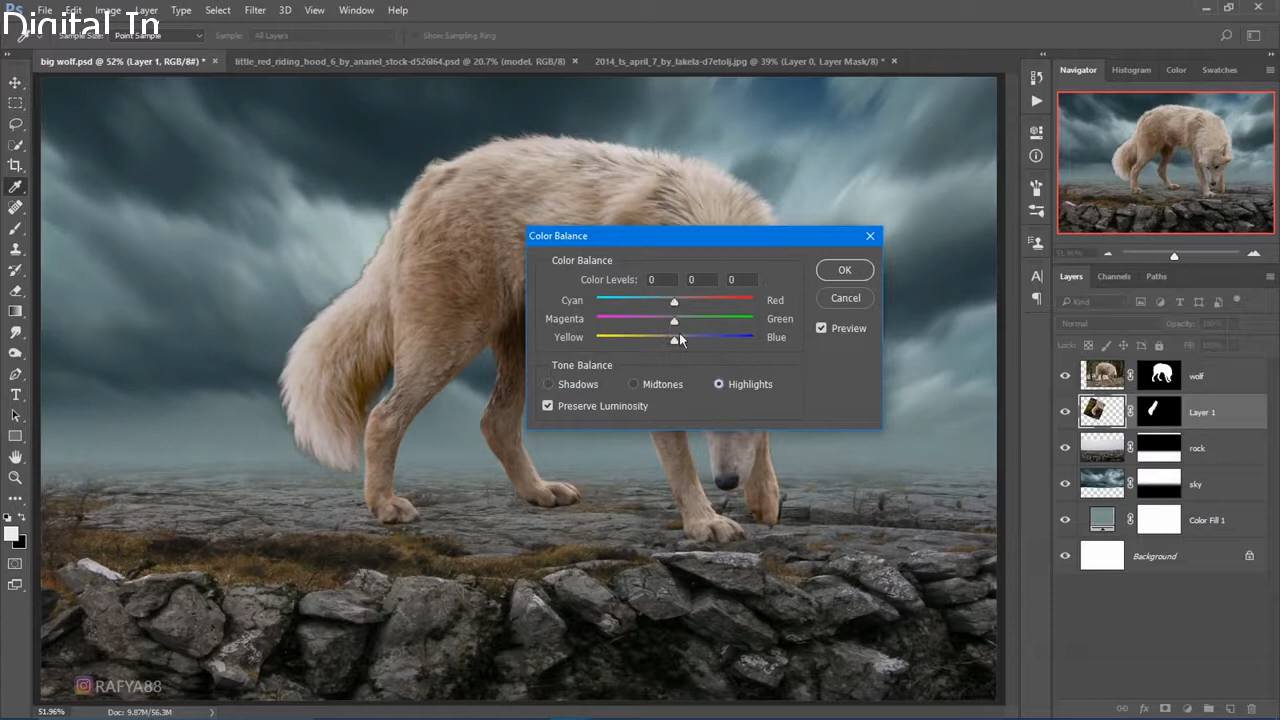 Ps File Edit Image Layer Type Select Filter 3D View Window Help
Digital In
Sample Size: Point Sample Sample: All Layers Show Sampling Ring
big wolf.psd @ 52% (Layer 1, RGB/8#) * × little_red_riding_hood_6_by_anariel_stock-d526l64.psd @ 20.7% (model, RGB/8) × 2014_ts_april_7_by_lakela-d7etolj.jpg @ 39% (Layer 0, Layer Mask/8) * ×
Navigator Histogram Color Swatches
Color Balance
Color Balance
Color Levels: 0 0 0
Cyan Red
Magenta Green
Yellow Blue
OK
Cancel
Preview
Tone Balance
Shadows Midtones Highlights
Preserve Luminosity
51.96%
Layers Channels Paths
Kind
Normal Opacity: 100%
Lock: Fill: 100%
wolf
Layer 1
rock
sky
Color Fill 1
Background
RAFYA88
51.96% Doc: 9.87M/56.3M